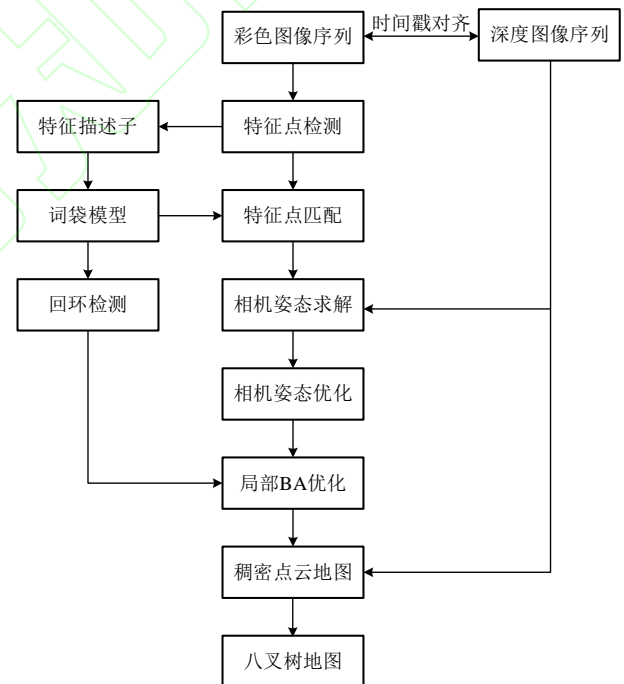 彩色图像序列
时间戳对齐
深度图像序列
特征描述子
特征点检测
词袋模型
特征点匹配
回环检测
相机姿态求解
相机姿态优化
局部BA优化
稠密点云地图
八叉树地图